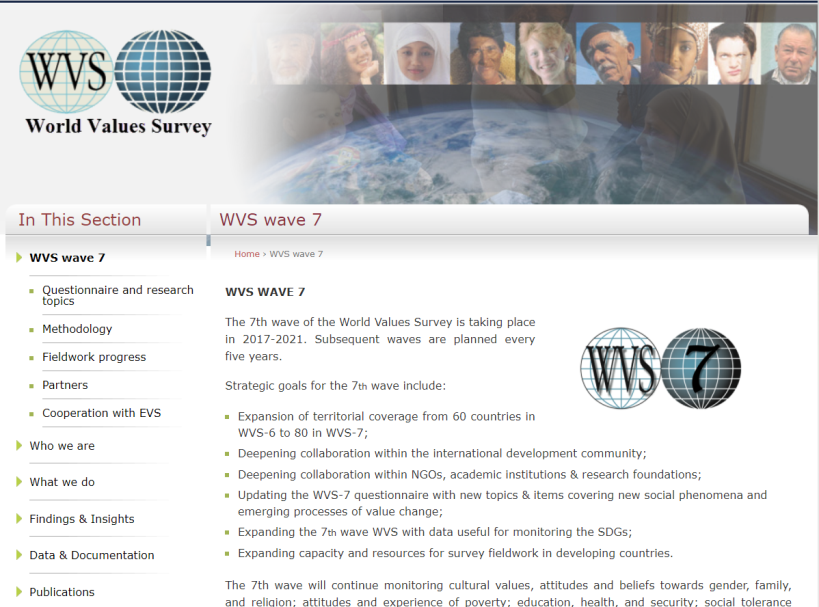 WVS
World Values Survey
In This Section
WVS wave 7
WVS wave 7
Questionnaire and research
topics
Methodology
Fieldwork progress
Partners
Cooperation with EVS
Who we are
What we do
Findings & Insights
Data & Documentation
Publications
Home › WVS wave 7
WVS WAVE 7
The 7th wave of the World Values Survey is taking place
in 2017-2021. Subsequent waves are planned every
five years.
Strategic goals for the 7th wave include:
Expansion of territorial coverage from 60 countries in
WVS-6 to 80 in WVS-7;
Deepening collaboration within the international development community;
Deepening collaboration within NGOs, academic institutions & research foundations;
Updating the WVS-7 questionnaire with new topics & items covering new social phenomena and
emerging processes of value change;
Expanding the 7th wave WVS with data useful for monitoring the SDGs;
Expanding capacity and resources for survey fieldwork in developing countries.
The 7th wave will continue monitoring cultural values, attitudes and beliefs towards gender, family,
and religion; attitudes and experience of poverty; education, health, and security; social tolerance
WVS 7